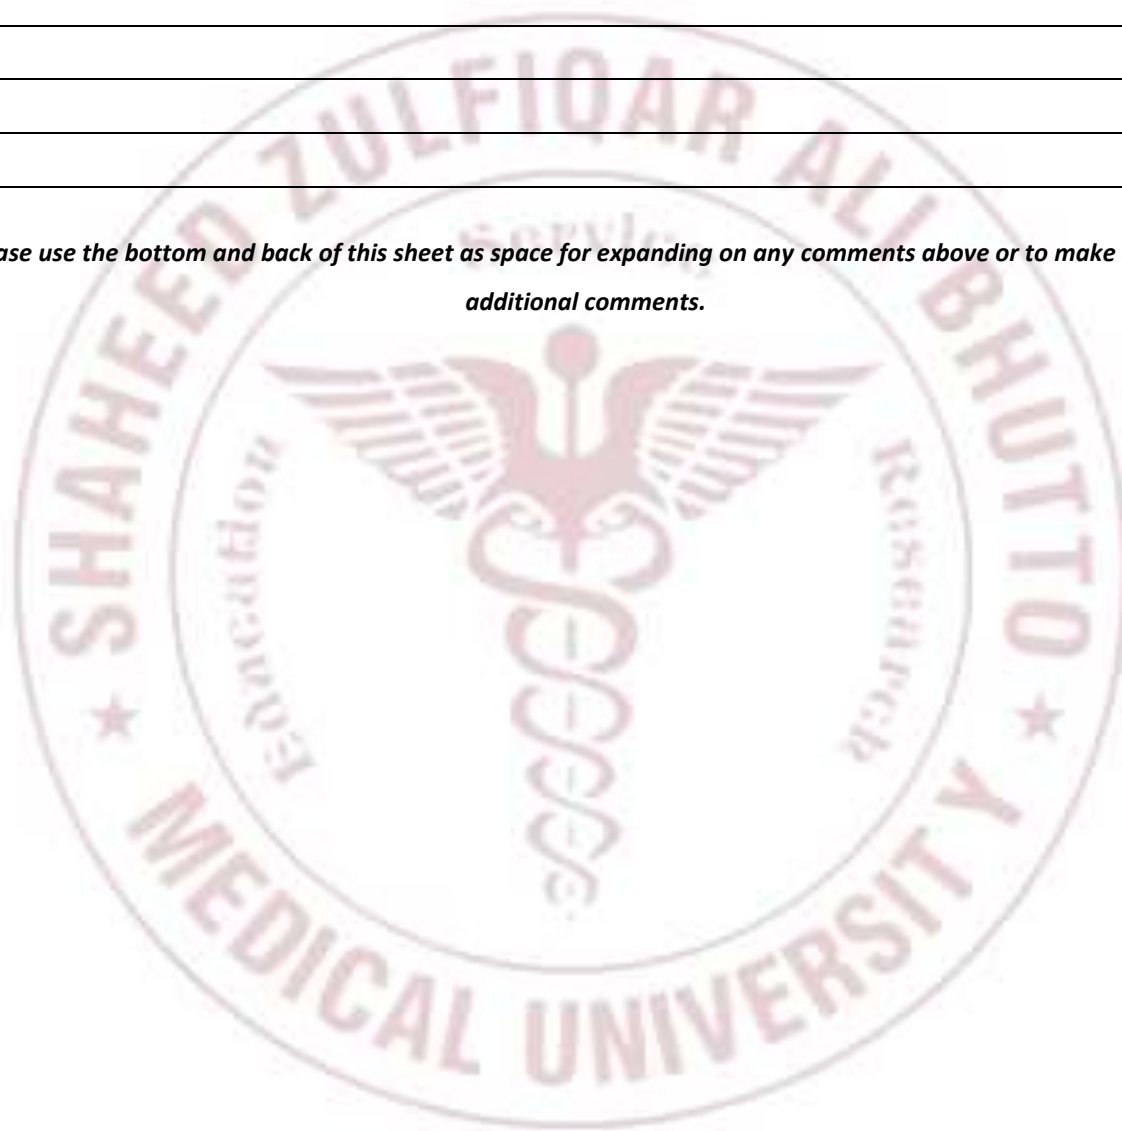 ase use the bottom and back of this sheet as space for expanding on any comments above or to make
additional comments.
SHAHEED ZULFIQAR ALI BHUTTO
MEDICAL UNIVERSITY
Service
Education
Research